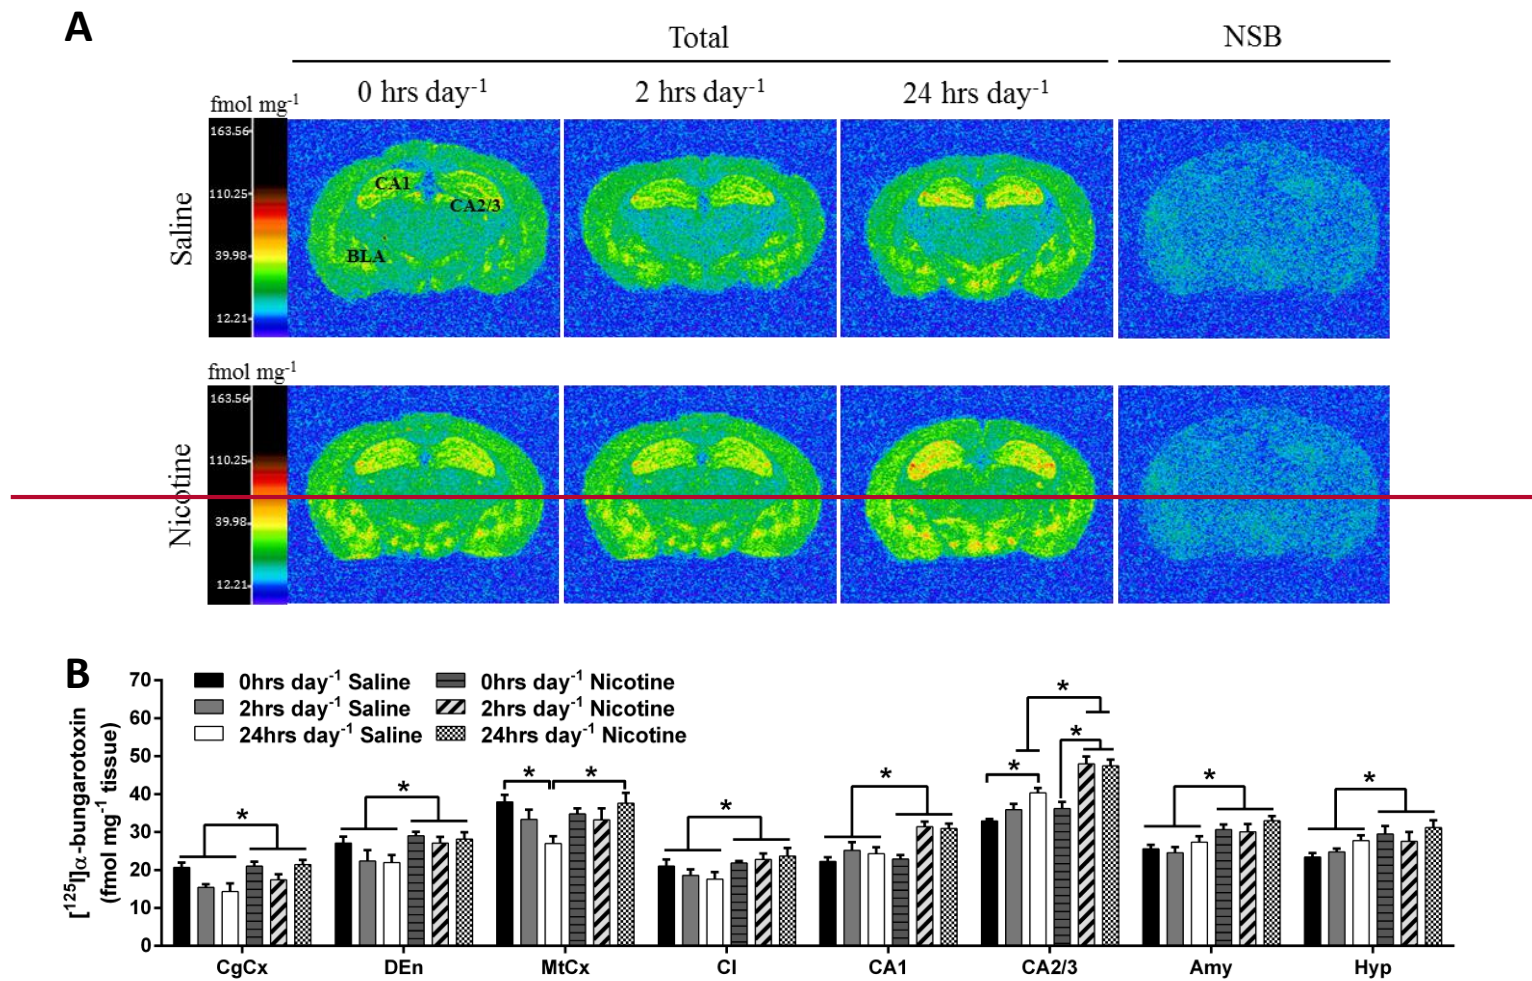 A
Total
NSB
0 hrs day-1
2 hrs day-1
24 hrs day-1
fmol mg-1
163.56
110.25
39.98
12.21
Saline
CA1
CA2/3
BLA
fmol mg-1
163.56
110.25
39.98
12.21
Nicotine
B
[125I]α-bungarotoxin
(fmol mg-1 tissue)
70
60
50
40
30
20
10
0
0hrs day-1 Saline
2hrs day-1 Saline
24hrs day-1 Saline
0hrs day-1 Nicotine
2hrs day-1 Nicotine
24hrs day-1 Nicotine
* * * * * * * * * * *
CgCx DEn MtCx Cl CA1 CA2/3 Amy Hyp